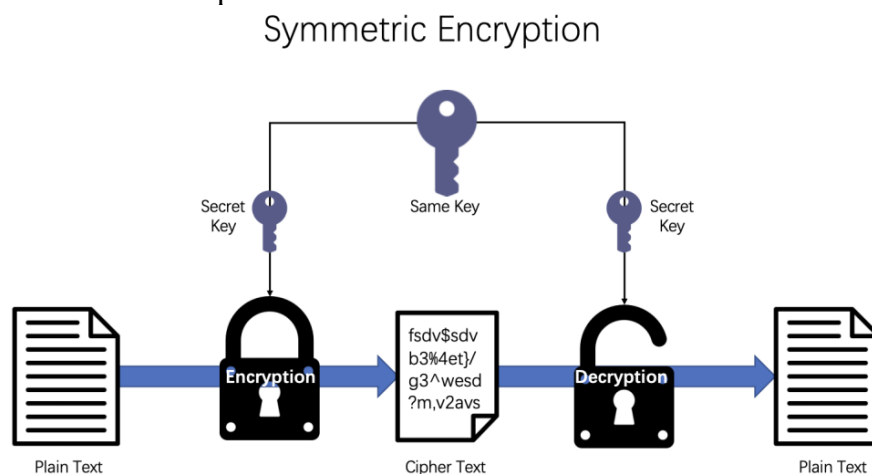 Symmetric Encryption
Secret
Key
Same Key
Secret
Key
Encryption
fsdv$sdv
b3%4et}/
g3^wesd
?m,v2avs
Decryption
Plain Text
Cipher Text
Plain Text